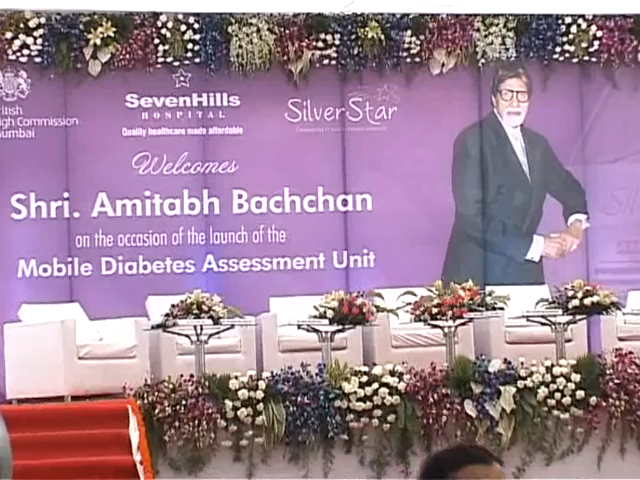 British
High Commission
Mumbai
SevenHills
HOSPITAL
Quality healthcare made affordable
SilverStar
Welcomes
Shri. Amitabh Bachchan
on the occasion of the launch of the
Mobile Diabetes Assessment Unit